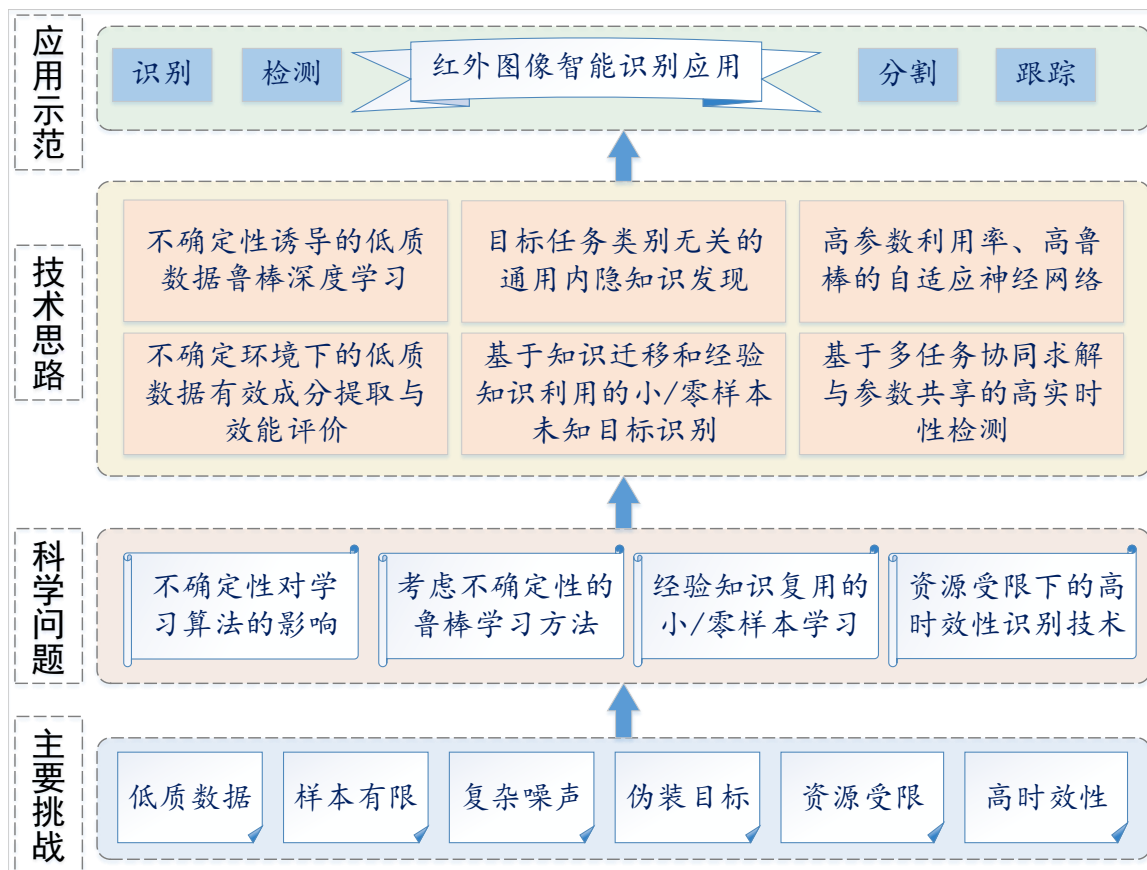 应用示范
识别
检测
红外图像智能识别应用
分割
跟踪
技术思路
不确定性诱导的低质
数据鲁棒深度学习
目标任务类别无关的
通用内隐知识发现
高参数利用率、高鲁
棒的自适应神经网络
不确定环境下的低质
数据有效成分提取与
效能评价
基于知识迁移和经验
知识利用的小/零样本
未知目标识别
基于多任务协同求解
与参数共享的高实时
性检测
科学问题
不确定性对学
习算法的影响
考虑不确定性的
鲁棒学习方法
经验知识复用的
小/零样本学习
资源受限下的高
时效性识别技术
主要挑战
低质数据
样本有限
复杂噪声
伪装目标
资源受限
高时效性